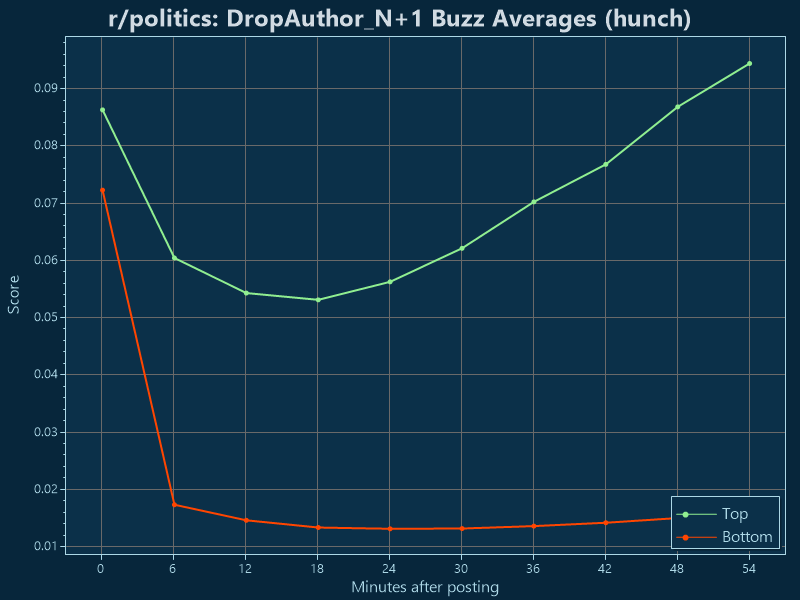 r/politics: DropAuthor_N+1 Buzz Averages (hunch)
0.09
0.08
0.07
0.06
0.05
0.04
0.03
0.02
0.01
Score
Top
Bottom
0 6 12 18 24 30 36 42 48 54
Minutes after posting